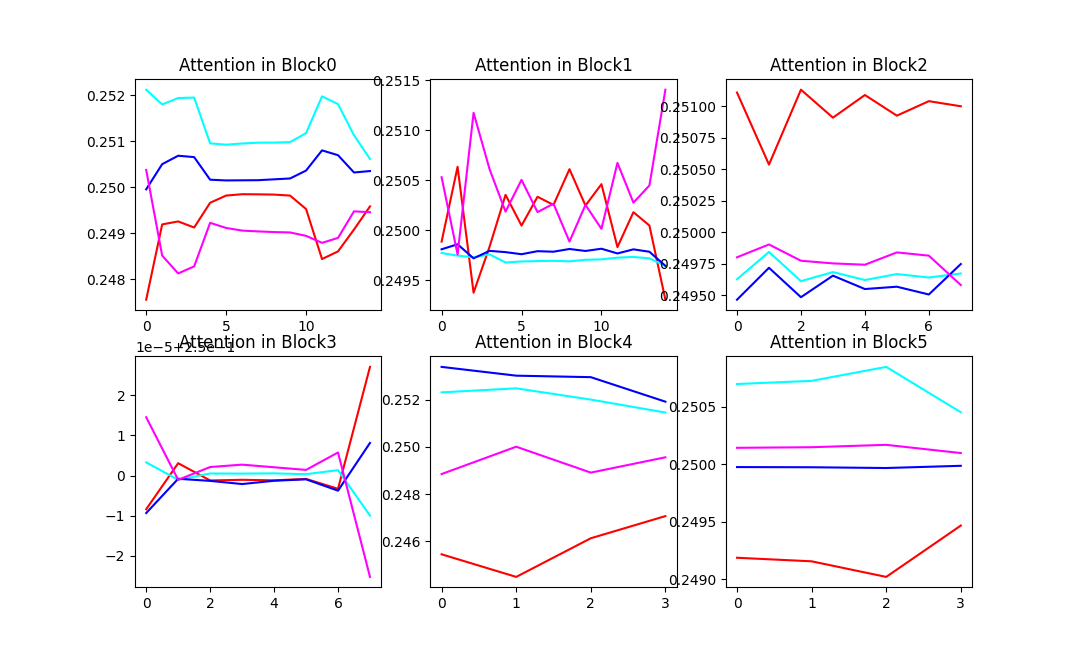 Attention in Block0
0.252
0.251
0.250
0.249
0.248
0 5 10
Attention in Block1
0.2515
0.2510
0.2505
0.2500
0.2495
0 5 10
Attention in Block2
0.25100
0.25075
0.25050
0.25025
0.25000
0.24975
0.24950
0 2 4 6
Attention in Block3
1e−5+2.5e−1
2
1
0
−1
−2
0 2 4 6
Attention in Block4
0.252
0.250
0.248
0.246
0 1 2 3
Attention in Block5
0.2505
0.2500
0.2495
0.2490
0 1 2 3